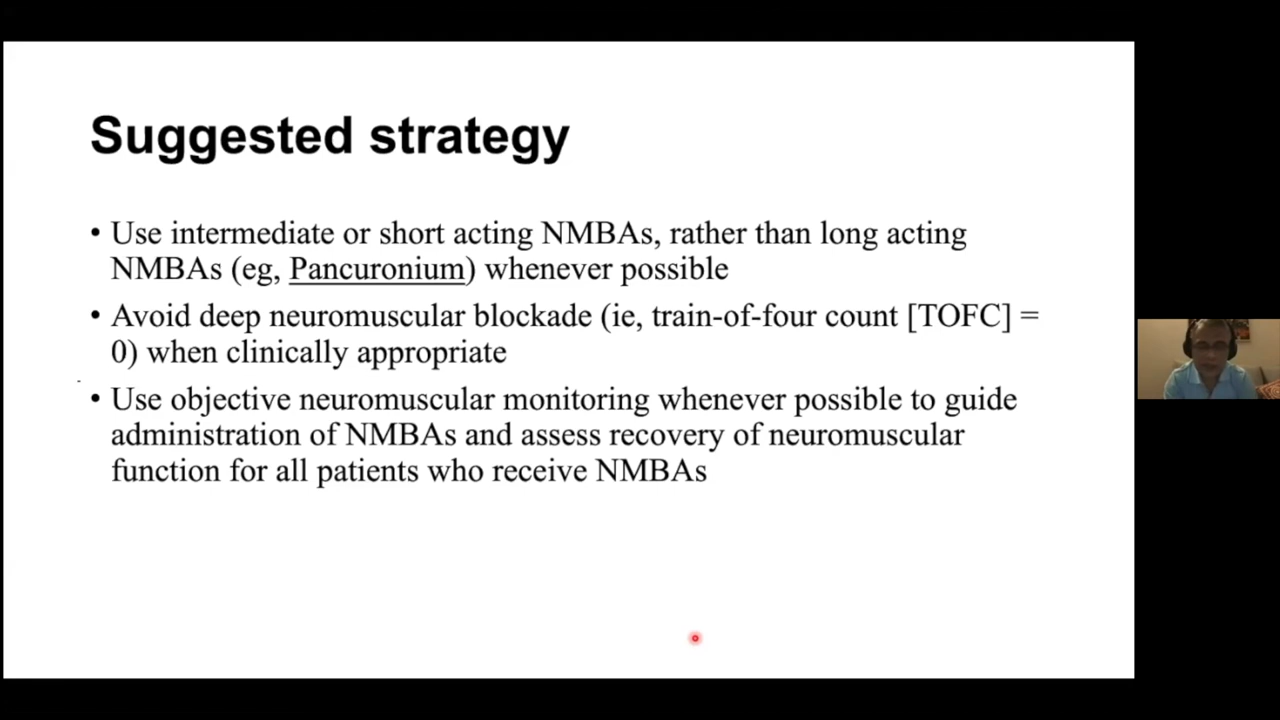 Suggested strategy
• Use intermediate or short acting NMBAs, rather than long acting
NMBAs (eg, Pancuronium) whenever possible
• Avoid deep neuromuscular blockade (ie, train-of-four count [TOFC] =
0) when clinically appropriate
• Use objective neuromuscular monitoring whenever possible to guide
administration of NMBAs and assess recovery of neuromuscular
function for all patients who receive NMBAs